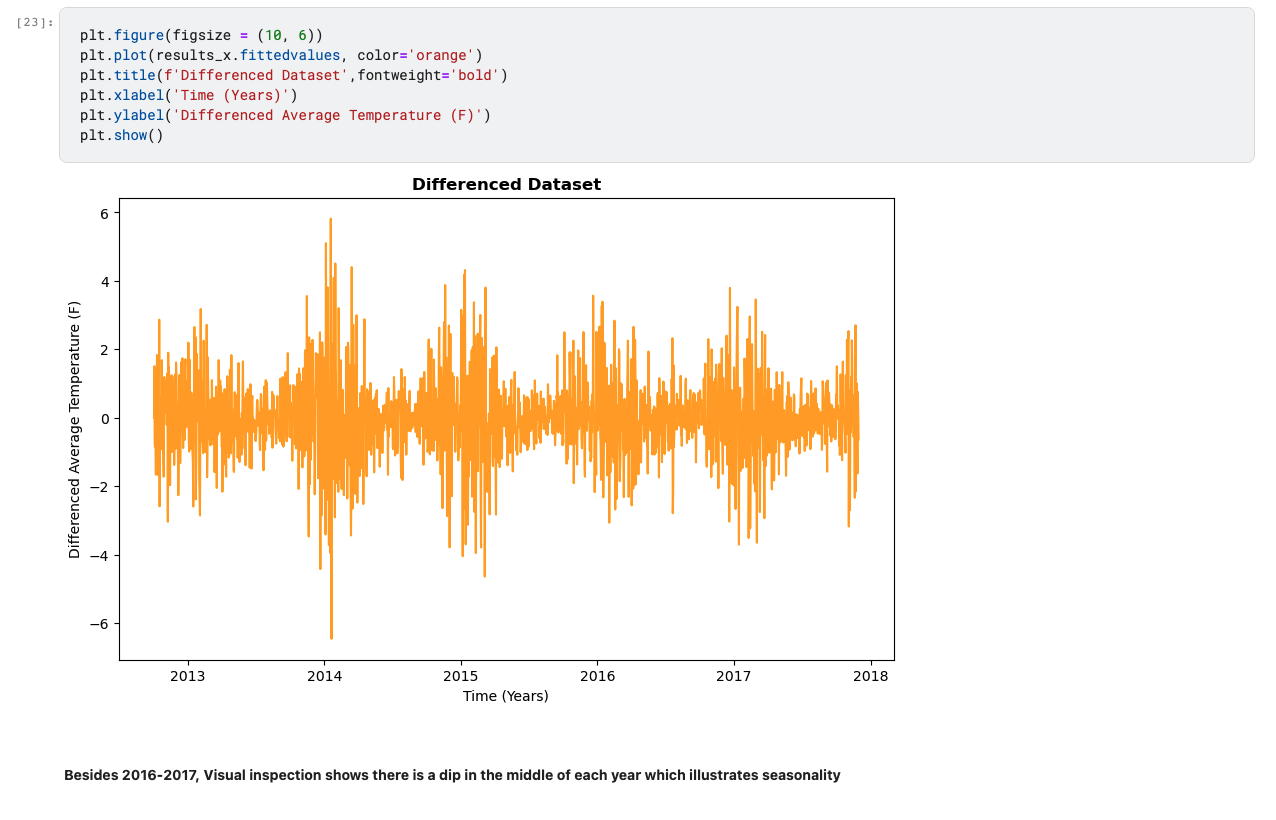 [23]:
plt.figure(figsize = (10, 6))
plt.plot(results_x.fittedvalues, color='orange')
plt.title(f'Differenced Dataset',fontweight='bold')
plt.xlabel('Time (Years)')
plt.ylabel('Differenced Average Temperature (F)')
plt.show()
Differenced Dataset
Differenced Average Temperature (F)
6
4
2
0
−2
−4
−6
2013 2014 2015 2016 2017 2018
Time (Years)
Besides 2016-2017, Visual inspection shows there is a dip in the middle of each year which illustrates seasonality